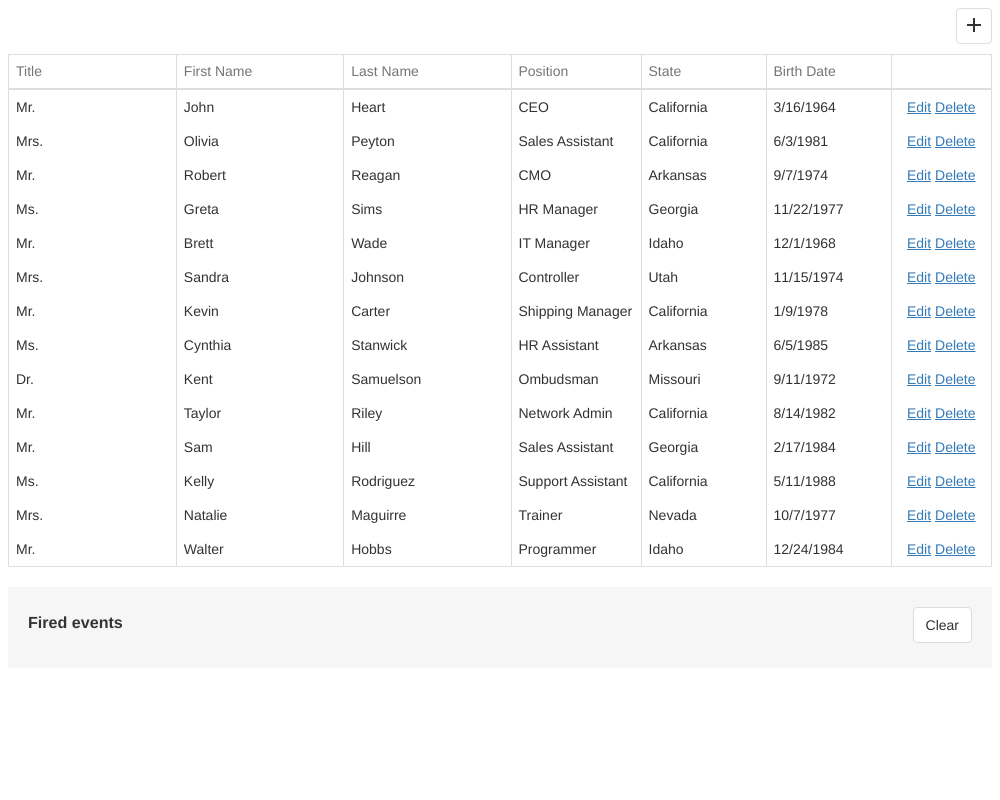 Title First Name Last Name Position State Birth Date
Mr. John Heart CEO California 3/16/1964 Edit Delete
Mrs. Olivia Peyton Sales Assistant California 6/3/1981 Edit Delete
Mr. Robert Reagan CMO Arkansas 9/7/1974 Edit Delete
Ms. Greta Sims HR Manager Georgia 11/22/1977 Edit Delete
Mr. Brett Wade IT Manager Idaho 12/1/1968 Edit Delete
Mrs. Sandra Johnson Controller Utah 11/15/1974 Edit Delete
Mr. Kevin Carter Shipping Manager California 1/9/1978 Edit Delete
Ms. Cynthia Stanwick HR Assistant Arkansas 6/5/1985 Edit Delete
Dr. Kent Samuelson Ombudsman Missouri 9/11/1972 Edit Delete
Mr. Taylor Riley Network Admin California 8/14/1982 Edit Delete
Mr. Sam Hill Sales Assistant Georgia 2/17/1984 Edit Delete
Ms. Kelly Rodriguez Support Assistant California 5/11/1988 Edit Delete
Mrs. Natalie Maguirre Trainer Nevada 10/7/1977 Edit Delete
Mr. Walter Hobbs Programmer Idaho 12/24/1984 Edit Delete
Fired events Clear